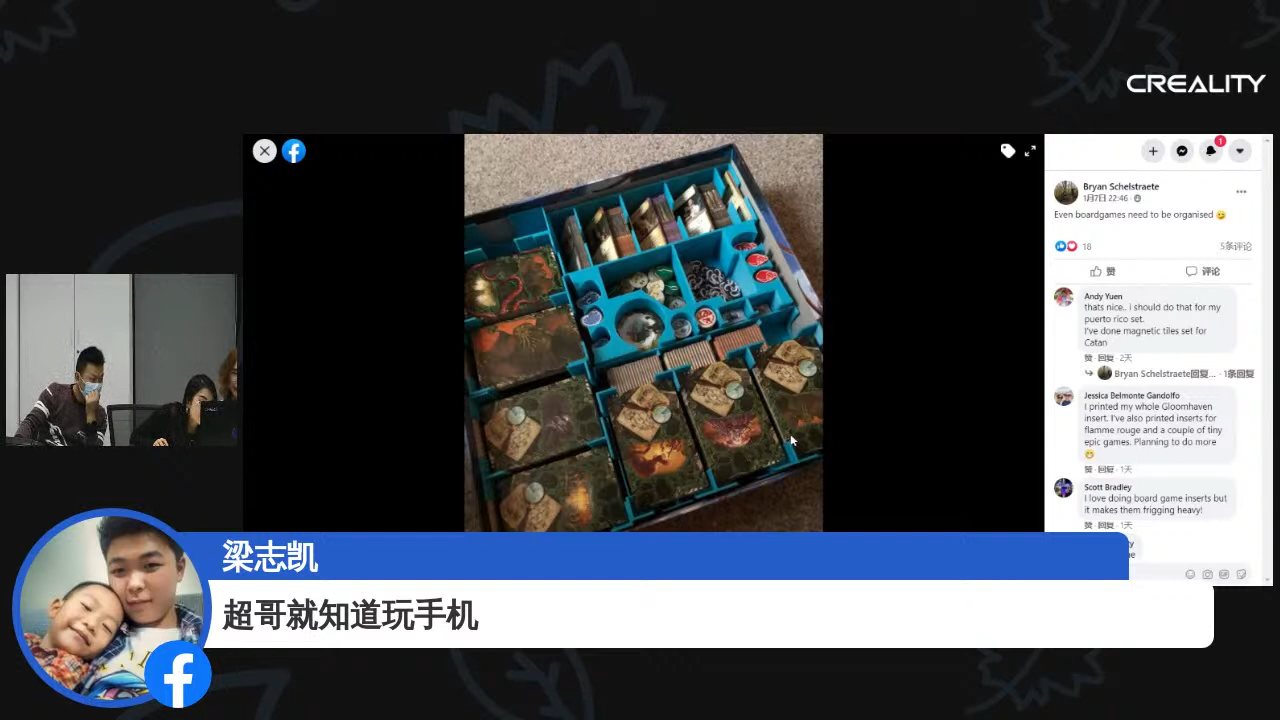 CREALITY
1
Bryan Schelstraete
1月7日 22:46
Even boardgames need to be organised
18
5条评论
赞
评论
Andy Yuen
thats nice.. i should do that for my
puerto rico set.
I've done magnetic tiles set for
Catan
赞 · 回复 · 2天
Bryan Schelstraete回复... · 1条回复
Jessica Belmonte Gandolfo
I printed my whole Gloomhaven
insert. I've also printed inserts for
flamme rouge and a couple of tiny
epic games. Planning to do more
赞 · 回复 · 1天
Scott Bradley
I love doing board game inserts but
it makes them frigging heavy!
赞 · 回复 · 1天
梁志凯
超哥就知道玩手机